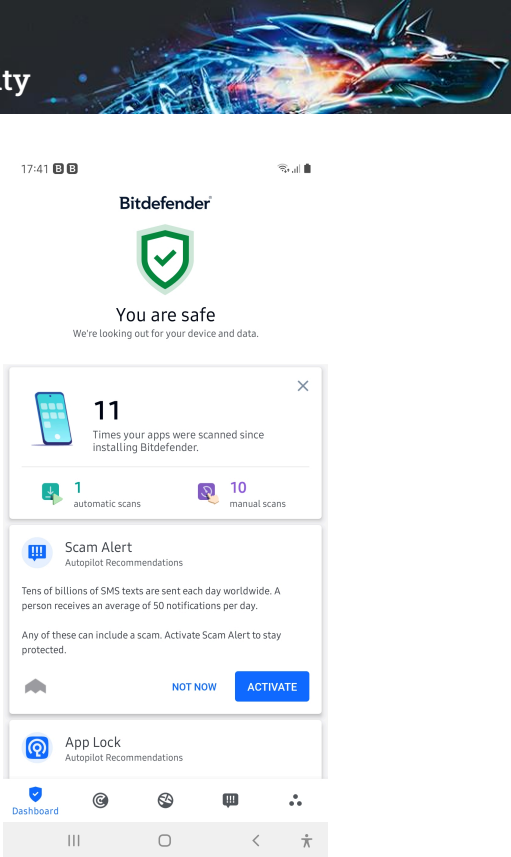 ity
17:41 B B
Bitdefender®
You are safe
We're looking out for your device and data.
11
Times your apps were scanned since
installing Bitdefender.
1
automatic scans
10
manual scans
Scam Alert
Autopilot Recommendations
Tens of billions of SMS texts are sent each day worldwide. A
person receives an average of 50 notifications per day.
Any of these can include a scam. Activate Scam Alert to stay
protected.
NOT NOW
ACTIVATE
App Lock
Autopilot Recommendations
Dashboard